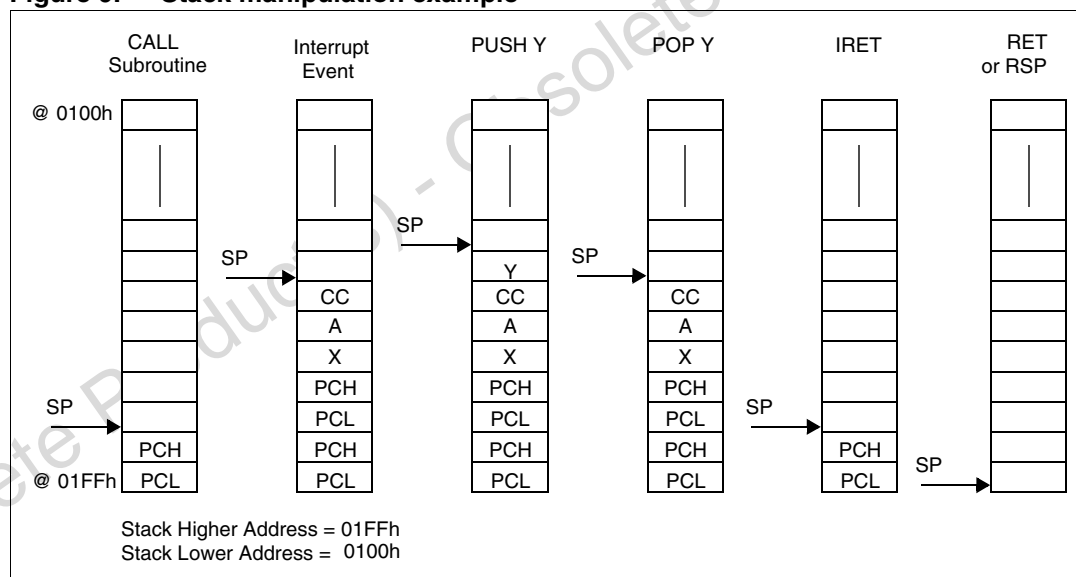 Figure 9. Stack manipulation example
CALL
Subroutine
Interrupt
Event
PUSH Y
POP Y
IRET
RET
or RSP
@ 0100h
SP
SP
SP
Y
CC
CC
CC
A
A
A
X
X
X
PCH
PCH
PCH
SP
SP
PCL
PCL
PCL
PCH
PCH
PCH
PCH
PCH
SP
@ 01FFh
PCL
PCL
PCL
PCL
PCL
Stack Higher Address = 01FFh
Stack Lower Address = 0100h